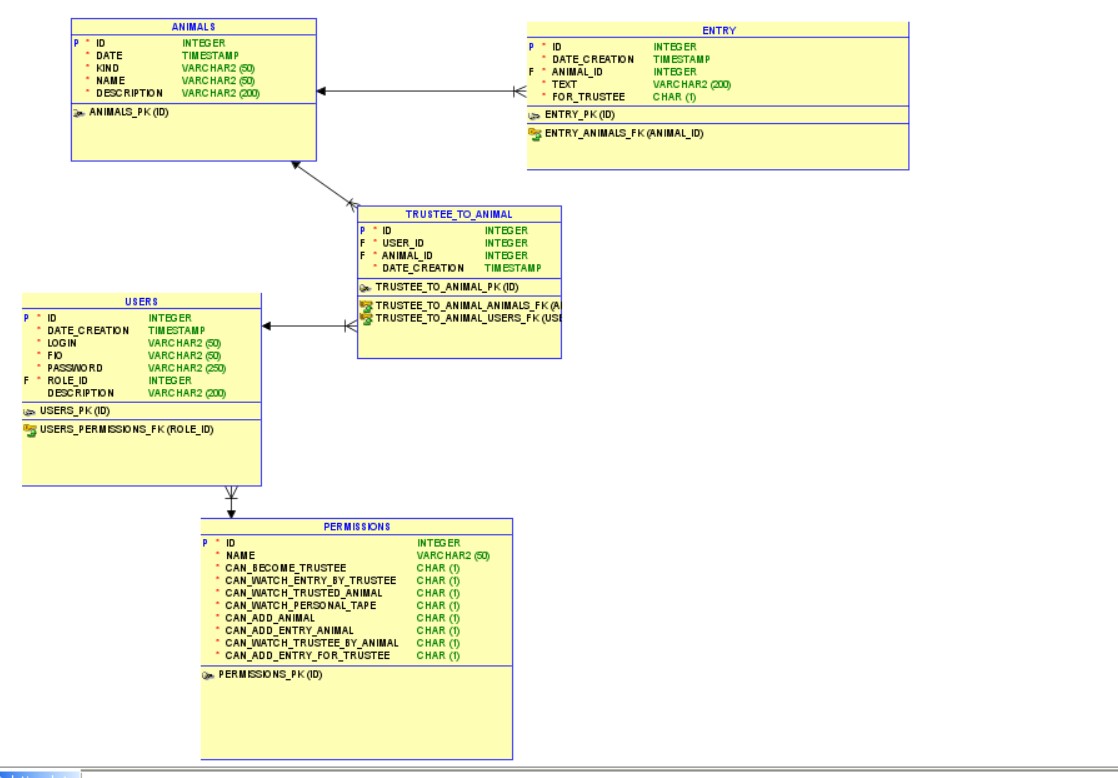 ANIMALS
P * ID INTEGER
* DATE TIMESTAMP
* KIND VARCHAR2 (50)
* NAME VARCHAR2 (50)
* DESCRIPTION VARCHAR2 (200)
ANIMALS_PK (ID)
ENTRY
P * ID INTEGER
* DATE_CREATION TIMESTAMP
F * ANIMAL_ID INTEGER
* TEXT VARCHAR2 (200)
* FOR_TRUSTEE CHAR (1)
ENTRY_PK (ID)
ENTRY_ANIMALS_FK (ANIMAL_ID)
TRUSTEE_TO_ANIMAL
P * ID INTEGER
F * USER_ID INTEGER
F * ANIMAL_ID INTEGER
* DATE_CREATION TIMESTAMP
TRUSTEE_TO_ANIMAL_PK (ID)
TRUSTEE_TO_ANIMAL_ANIMALS_FK (A
TRUSTEE_TO_ANIMAL_USERS_FK (USE
USERS
P * ID INTEGER
* DATE_CREATION TIMESTAMP
* LOGIN VARCHAR2 (50)
* FIO VARCHAR2 (50)
* PASSWORD VARCHAR2 (250)
F * ROLE_ID INTEGER
DESCRIPTION VARCHAR2 (200)
USERS_PK (ID)
USERS_PERMISSIONS_FK (ROLE_ID)
PERMISSIONS
P * ID INTEGER
* NAME VARCHAR2 (50)
* CAN_BECOME_TRUSTEE CHAR (1)
* CAN_WATCH_ENTRY_BY_TRUSTEE CHAR (1)
* CAN_WATCH_TRUSTED_ANIMAL CHAR (1)
* CAN_WATCH_PERSONAL_TAPE CHAR (1)
* CAN_ADD_ANIMAL CHAR (1)
* CAN_ADD_ENTRY_ANIMAL CHAR (1)
* CAN_WATCH_TRUSTEE_BY_ANIMAL CHAR (1)
* CAN_ADD_ENTRY_FOR_TRUSTEE CHAR (1)
PERMISSIONS_PK (ID)